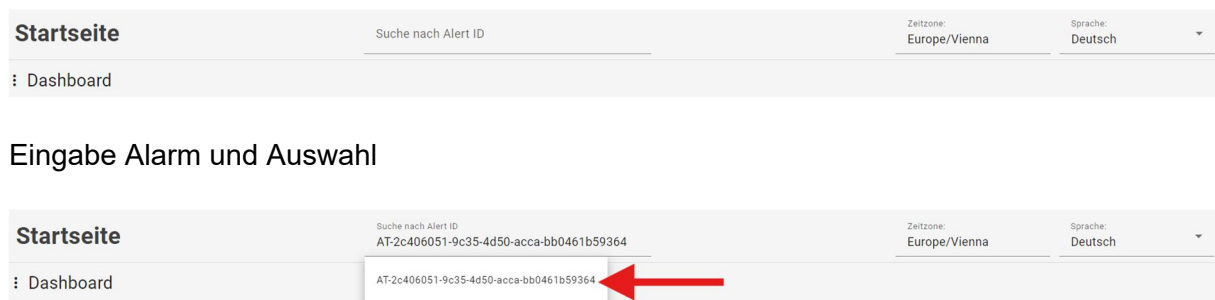 Startseite
Suche nach Alert ID
Zeitzone:
Europe/Vienna
Sprache:
Deutsch
Dashboard
Eingabe Alarm und Auswahl
Startseite
Suche nach Alert ID
AT-2c406051-9c35-4d50-acca-bb0461b59364
Zeitzone:
Europe/Vienna
Sprache:
Deutsch
Dashboard
AT-2c406051-9c35-4d50-acca-bb0461b59364